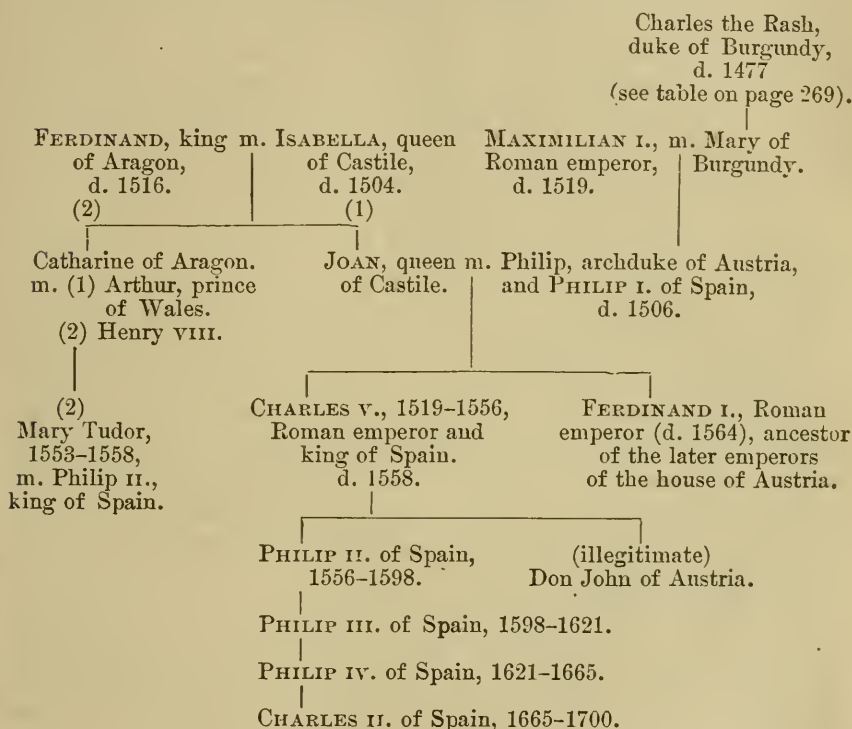 Charles the Rash,
duke of Burgundy,
d. 1477
(see table on page 269).
FERDINAND, king m. ISABELLA, queen
of Aragon, of Castile,
d. 1516. d. 1504.
(2) (1)
MAXIMILIAN I., m. Mary of
Roman emperor, Burgundy.
d. 1519.
Catharine of Aragon.
m. (1) Arthur, prince
of Wales.
(2) Henry VIII.
JOAN, queen m. Philip, archduke of Austria,
of Castile. and PHILIP I. of Spain,
d. 1506.
(2)
Mary Tudor,
1553–1558,
m. Philip II.,
king of Spain.
CHARLES V., 1519–1556,
Roman emperor and
king of Spain.
d. 1558.
FERDINAND I., Roman
emperor (d. 1564), ancestor
of the later emperors
of the house of Austria.
PHILIP II. of Spain,
1556–1598.
(illegitimate)
Don John of Austria.
PHILIP III. of Spain, 1598–1621.
PHILIP IV. of Spain, 1621–1665.
CHARLES II. of Spain, 1665–1700.